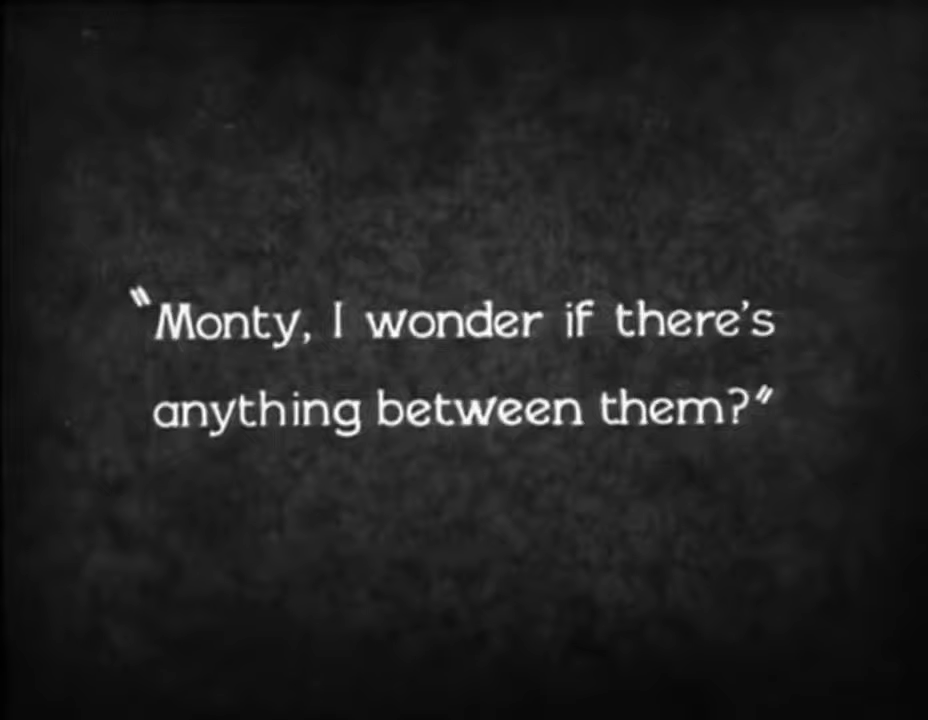 "Monty, I wonder if there's
anything between them?"